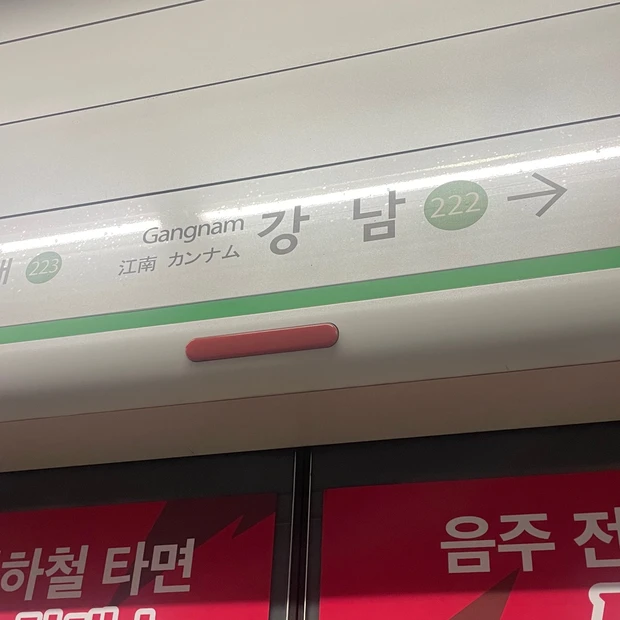 Gangnam 강 남 222 →
223 江南 カンナム
하철 타면
음주 전